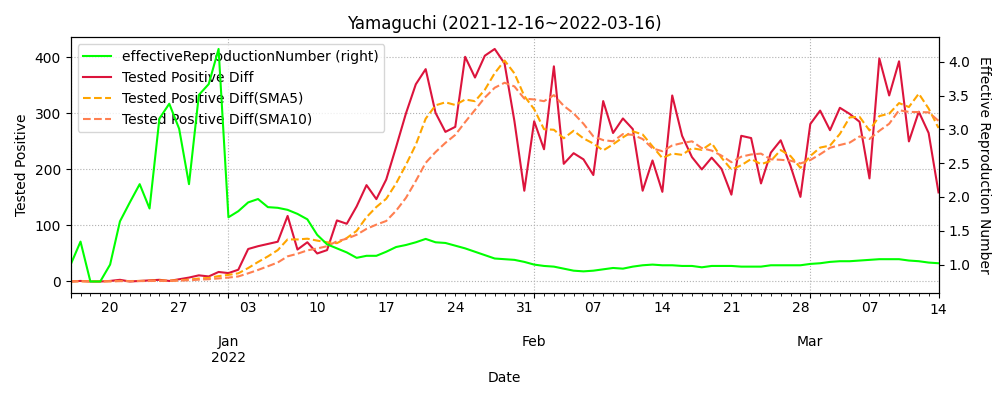 Yamaguchi (2021-12-16~2022-03-16)
effectiveReproductionNumber (right)
Tested Positive Diff
Tested Positive Diff(SMA5)
Tested Positive Diff(SMA10)
Tested Positive
400
300
200
100
0
4.0
3.5
3.0
2.5
2.0
1.5
1.0
Effective Reproduction Number
20 27 03 10 17 24 31 07 14 21 28 07 14
Jan Feb Mar
2022
Date